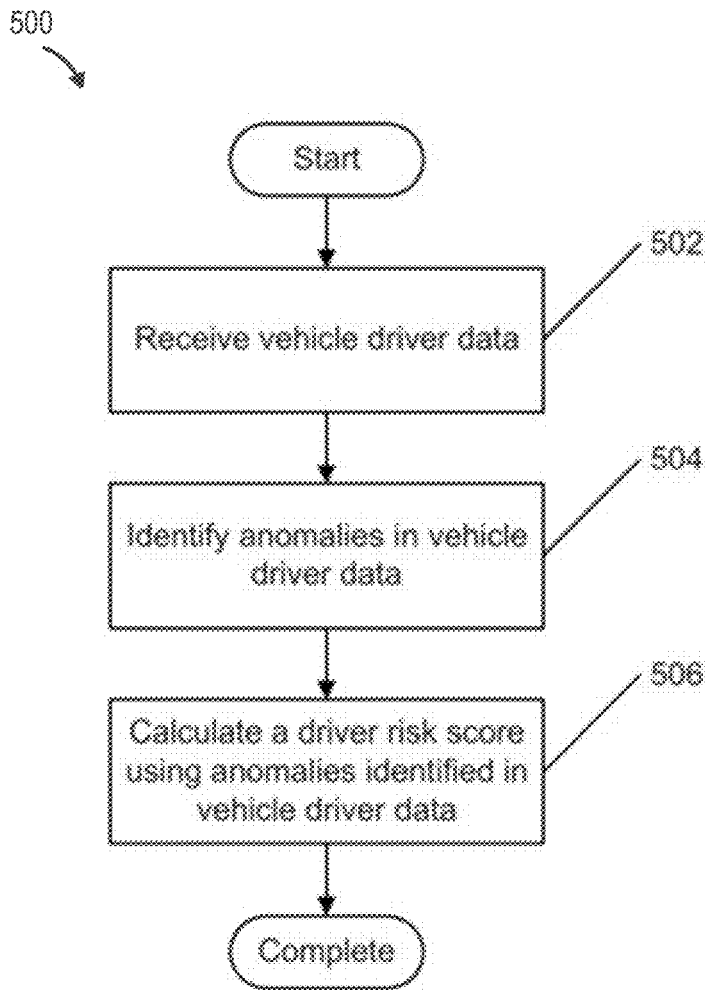 500
Start
502
Receive vehicle driver data
504
Identify anomalies in vehicle
driver data
506
Calculate a driver risk score
using anomalies identified in
vehicle driver data
Complete